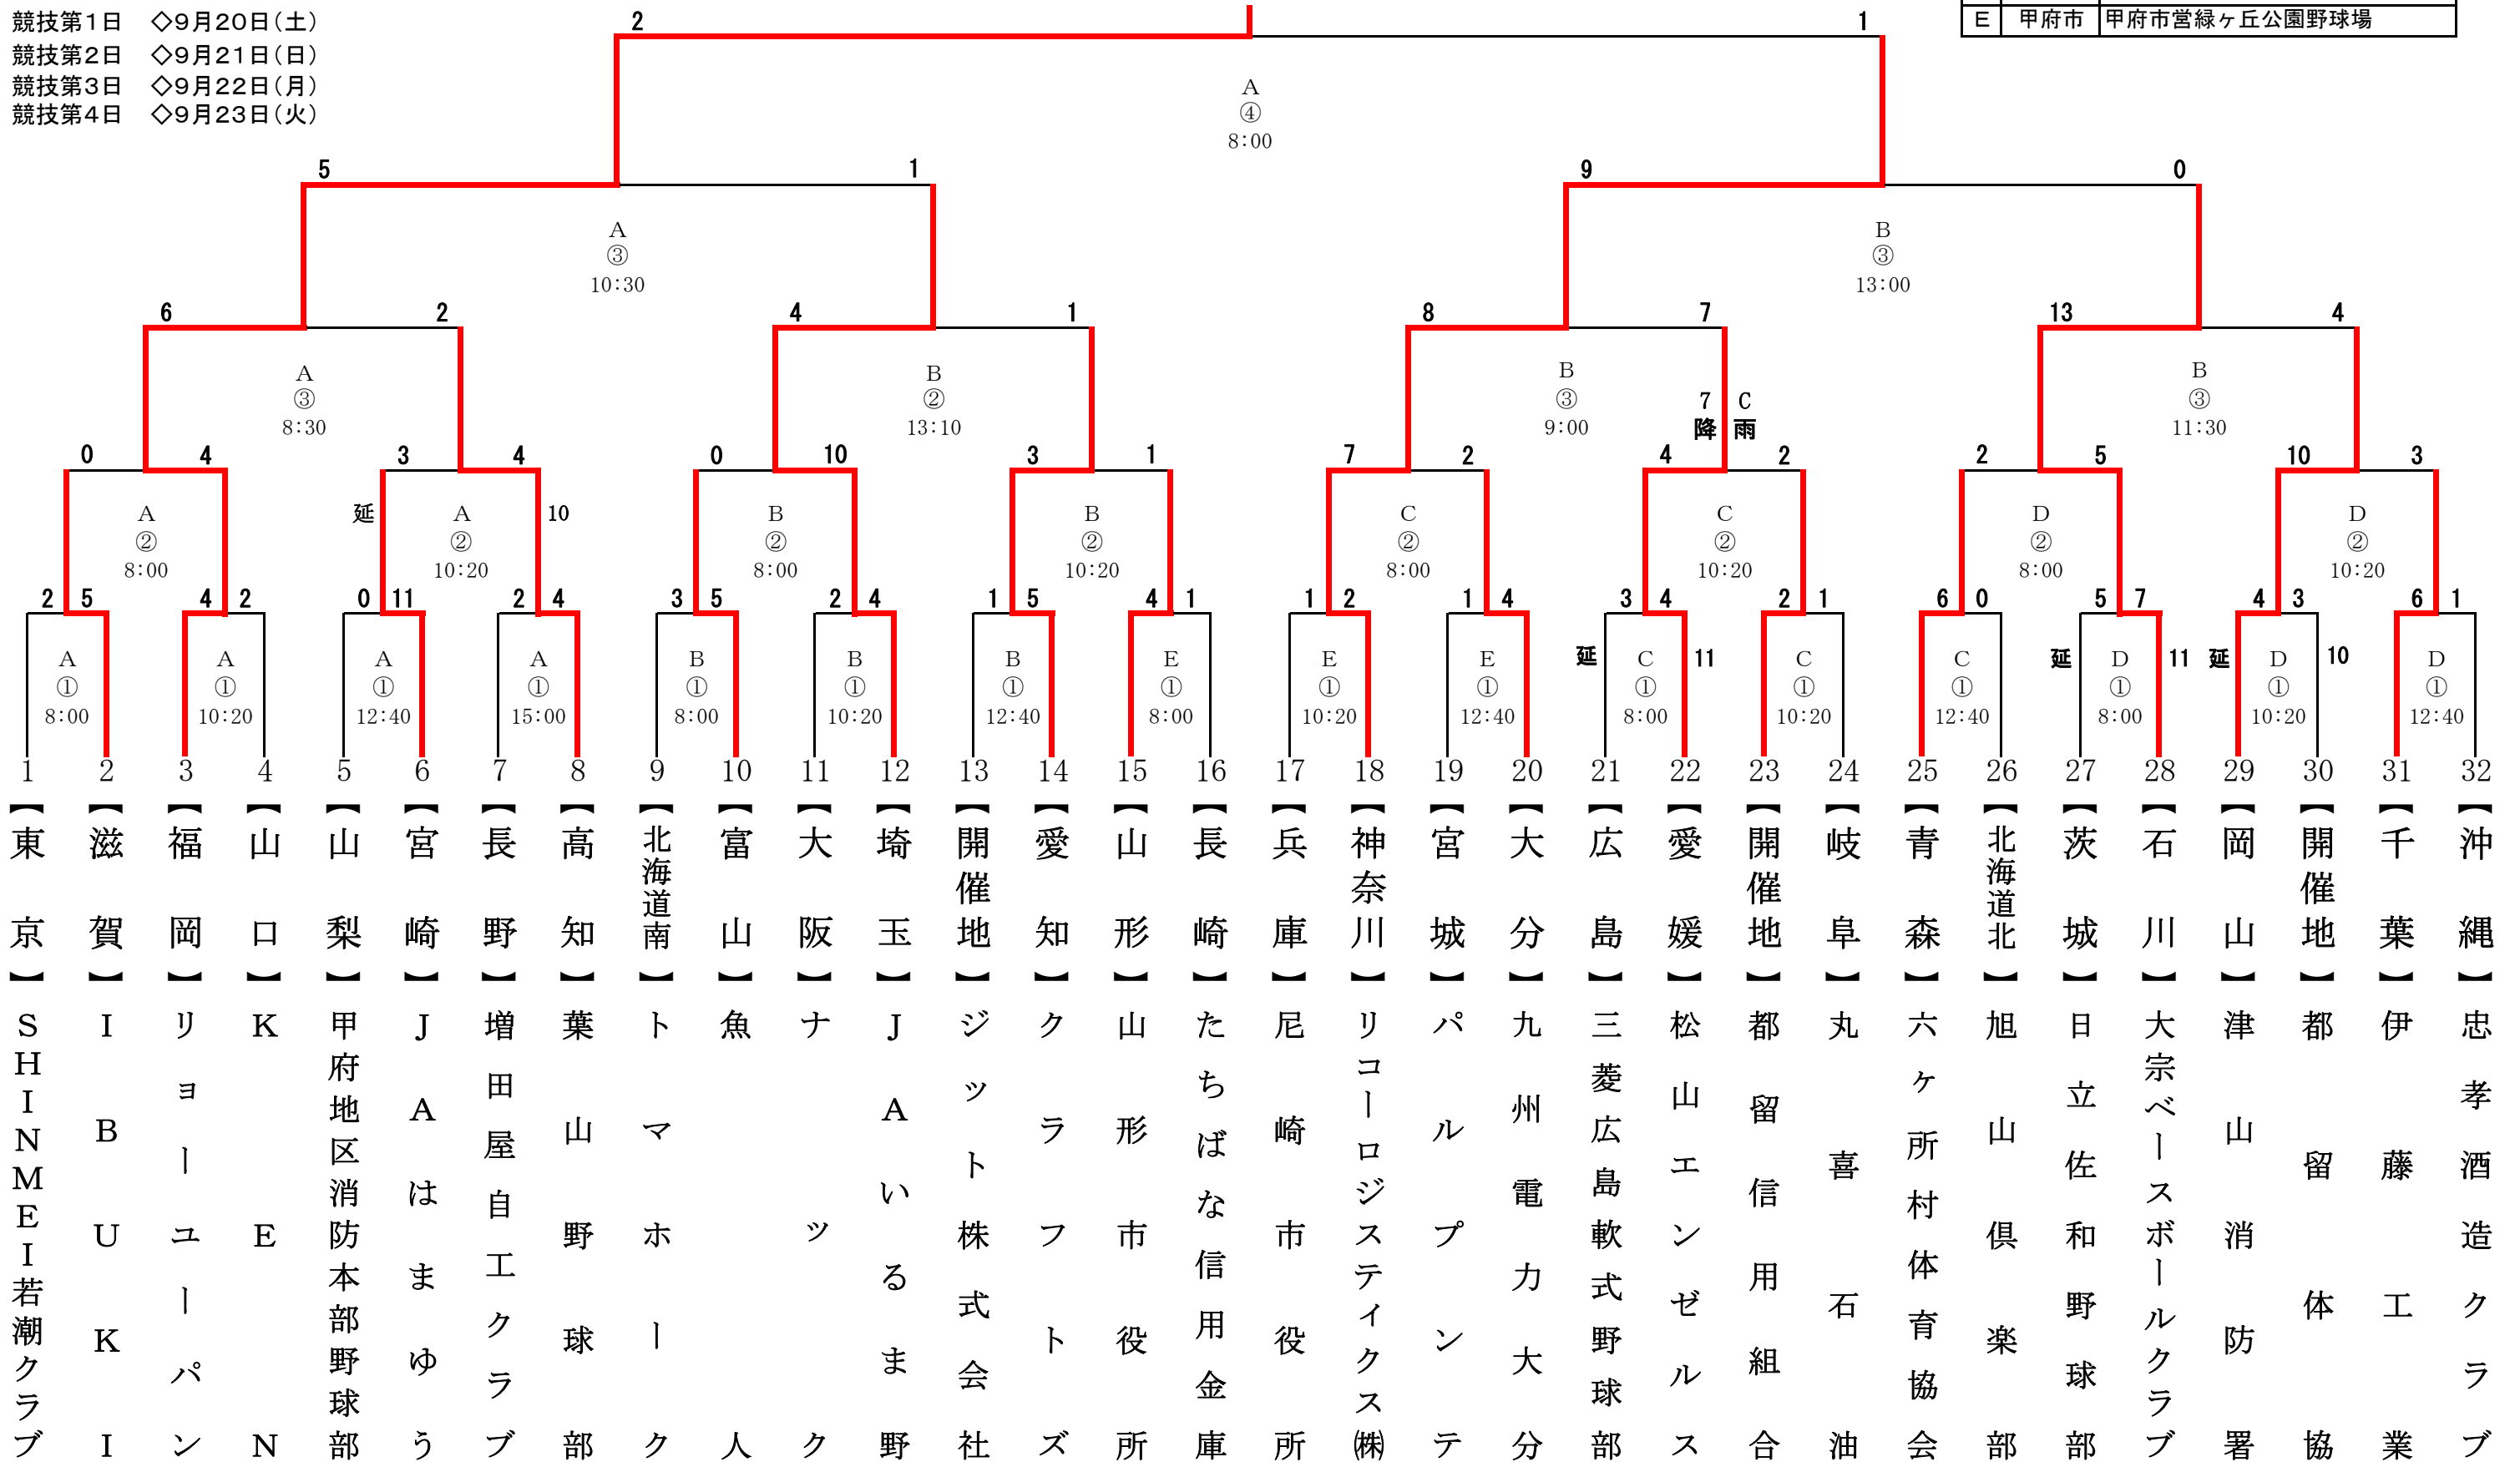 競技第1日 ◇9月20日(土)
競技第2日 ◇9月21日(日)
競技第3日 ◇9月22日(月)
競技第4日 ◇9月23日(火)
E 甲府市 甲府市営緑ヶ丘公園野球場
2 1
A
④
8:00
5 1 9 0
A B
③ ③
10:30 13:00
6 2 4 1 8 7 13 4
A B B B
③ ② ③ ③
8:30 13:10 9:00 11:30
7 C
降 雨
0 4 3 4 0 10 3 1 7 2 4 2 2 5 10 3
延 10
A A B B C C D D
② ② ② ② ② ② ② ②
8:00 10:20 8:00 10:20 8:00 10:20 8:00 10:20
2 5 4 2 0 11 2 4 3 5 2 4 1 5 4 1 1 2 1 4 3 4 2 1 6 0 5 7 4 3 6 1
延 11 延 11 延 10
A A A A B B B E E E C C C D D D
① ① ① ① ① ① ① ① ① ① ① ① ① ① ① ①
8:00 10:20 12:40 15:00 8:00 10:20 12:40 8:00 10:20 12:40 8:00 10:20 12:40 8:00 10:20 12:40
1 【東京】 SHINMEI若潮クラブ
2 【滋賀】 IBUKI
3 【福岡】 リョーユーパン
4 【山口】 KEN
5 【山梨】 甲府地区消防本部野球部
6 【宮崎】 JAはまゆう
7 【長野】 増田屋自工クラブ
8 【高知】 葉山野球部
9 【北海道南】 トマホーク
10 【富山】 魚人
11 【大阪】 ナック
12 【埼玉】 JAいるま野
13 【開催地】 ジット株式会社
14 【愛知】 クラフトズ
15 【山形】 山形市役所
16 【長崎】 たちばな信用金庫
17 【兵庫】 尼崎市役所
18 【神奈川】 リコーロジスティクス㈱
19 【宮城】 パルプンテ
20 【大分】 九州電力大分
21 【広島】 三菱広島軟式野球部
22 【愛媛】 松山エンゼルス
23 【開催地】 都留信用組合
24 【岐阜】 丸喜石油
25 【青森】 六ヶ所村体育協会
26 【北海道北】 旭山倶楽部
27 【茨城】 日立佐和野球部
28 【石川】 大宗ベースボールクラブ
29 【岡山】 津山消防署
30 【開催地】 都留体協
31 【千葉】 伊藤工業
32 【沖縄】 忠孝酒造クラブ